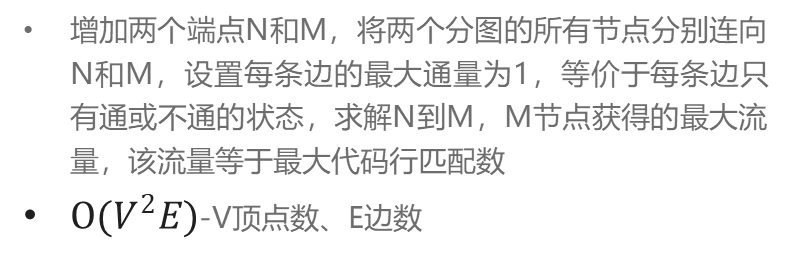 • 增加两个端点N和M，将两个分图的所有节点分别连向
N和M，设置每条边的最大通量为1，等价于每条边只
有通或不通的状态，求解N到M，M节点获得的最大流
量，该流量等于最大代码行匹配数
• O(V²E)-V顶点数、E边数